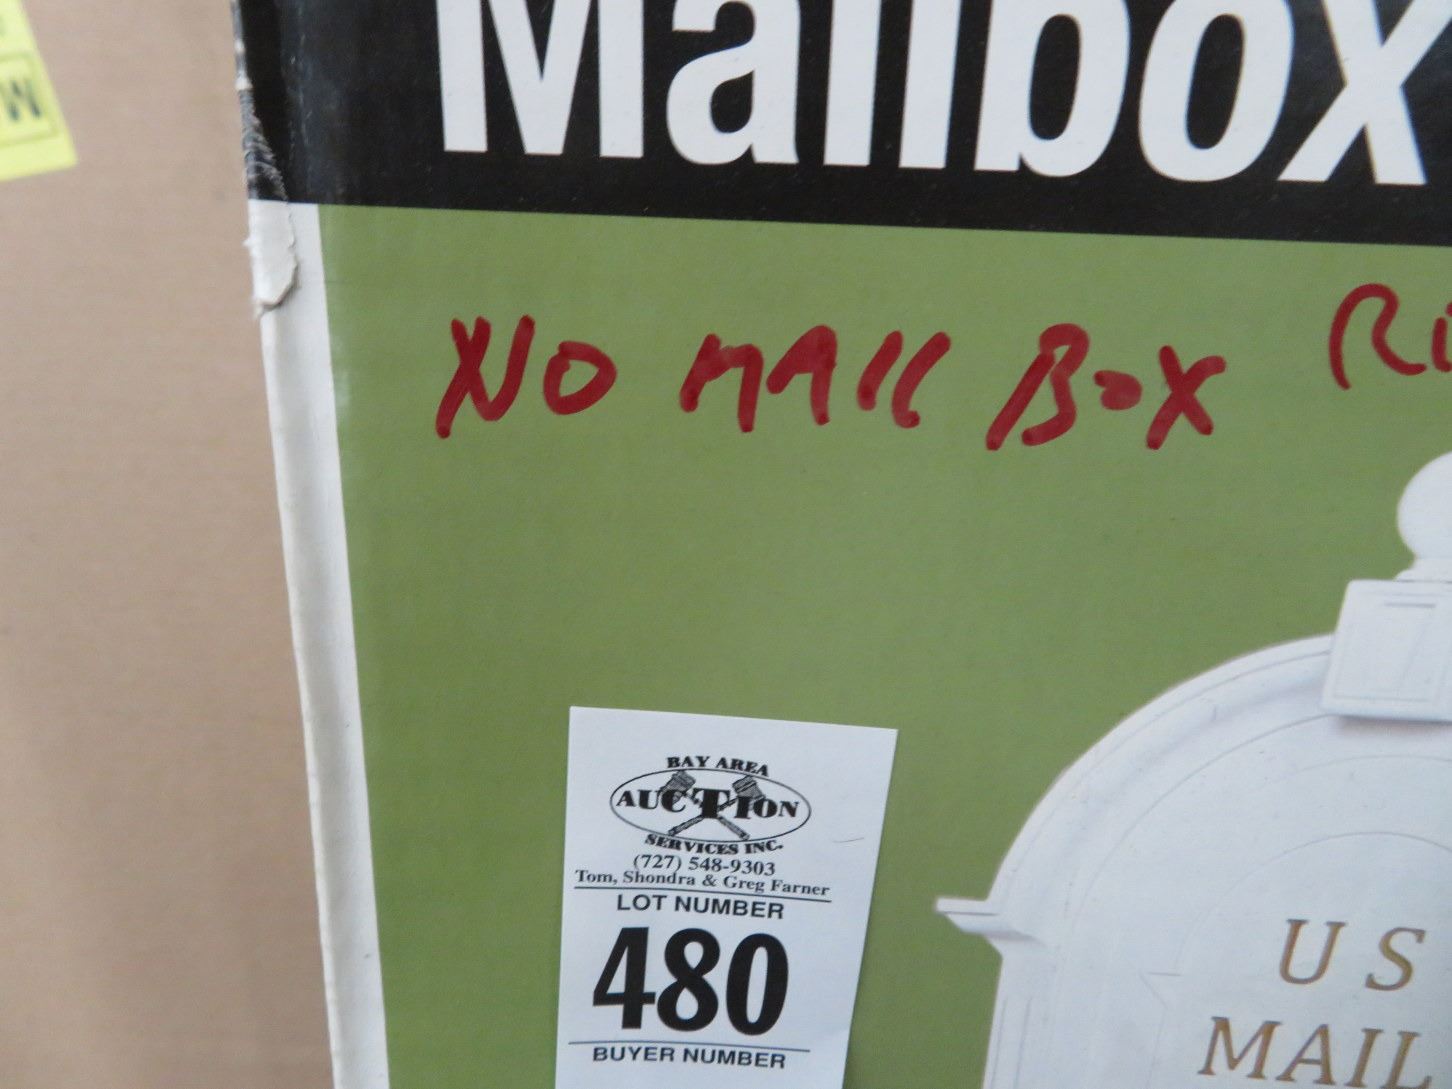 Mailbox
W
NO MAIL BOX
BAY AREA
AUCTION
SERVICES INC.
(727) 548-9303
Tom, Shondra & Greg Farner
LOT NUMBER
480
BUYER NUMBER
US
MAIL